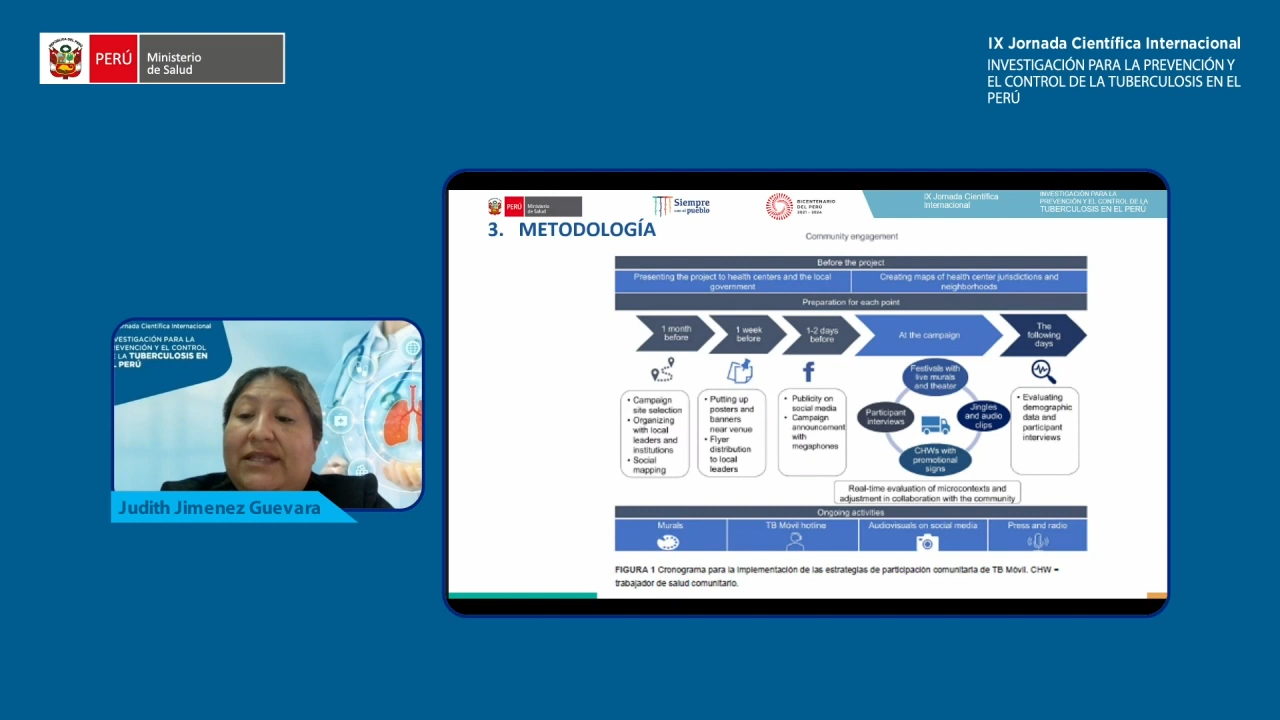 PERÚ
Ministerio
de Salud
IX Jornada Científica Internacional
INVESTIGACIÓN PARA LA PREVENCIÓN Y
EL CONTROL DE LA TUBERCULOSIS EN EL
PERÚ
PERÚ
Ministerio
de Salud
Siempre
con el pueblo
BICENTENARIO
DEL PERÚ
2021 - 2024
IX Jornada Científica
Internacional
INVESTIGACIÓN PARA LA
PREVENCIÓN Y EL CONTROL DE LA
TUBERCULOSIS EN EL PERÚ
3. METODOLOGÍA
Community engagement
Before the project
Presenting the project to health centers and the local
government
Creating maps of health center jurisdictions and
neighborhoods
Preparation for each point
1 month
before
1 week
before
1-2 days
before
At the campaign
The
following
days
• Campaign
site selection
• Organizing
with local
leaders and
institutions
• Social
mapping
• Putting up
posters and
banners
near venue
• Flyer
distribution
to local
leaders
• Publicity on
social media
• Campaign
announcement
with
megaphones
Festivals with
live murals
and theater
Participant
interviews
Jingles
and audio
clips
CHWs with
promotional
signs
• Evaluating
demographic
data and
participant
interviews
Real-time evaluation of microcontexts and
adjustment in collaboration with the community
Ongoing activities
Murals
TB Móvil hotline
Audiovisuals on social media
Press and radio
FIGURA 1 Cronograma para la implementación de las estrategias de participación comunitaria de TB Móvil. CHW =
trabajador de salud comunitario.
rnada Científica Internacional
VESTIGACIÓN PARA LA
EVENCIÓN Y EL CONTROL
LA TUBERCULOSIS EN
L PERÚ
Judith Jimenez Guevara